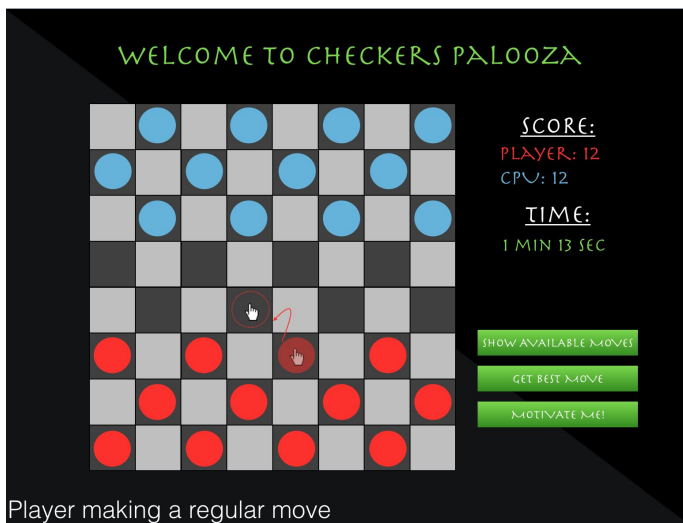 WELCOME TO CHECKERS PALOOZA
SCORE:
PLAYER: 12
CPU: 12
TIME:
1 MIN 13 SEC
SHOW AVAILABLE MOVES
GET BEST MOVE
MOTIVATE ME!
Player making a regular move